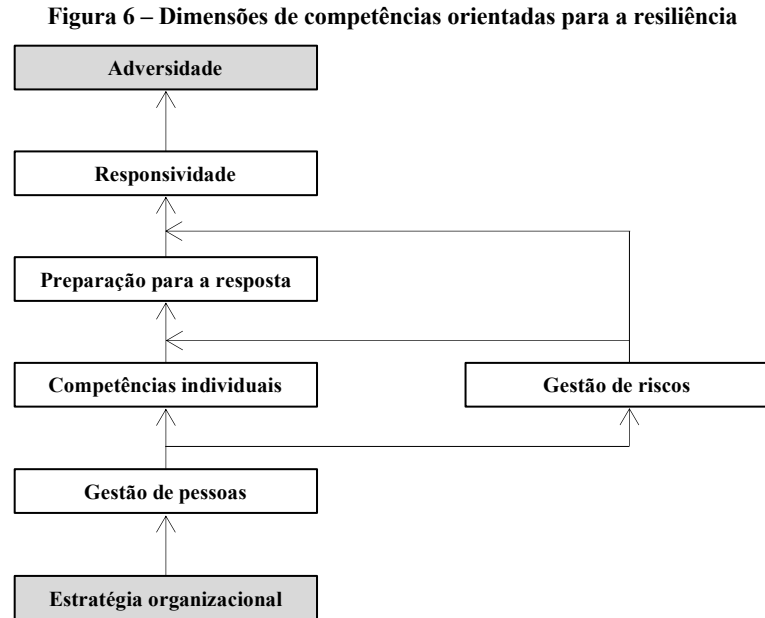 Figura 6 – Dimensões de competências orientadas para a resiliência
Adversidade
Responsividade
Preparação para a resposta
Competências individuais
Gestão de riscos
Gestão de pessoas
Estratégia organizacional